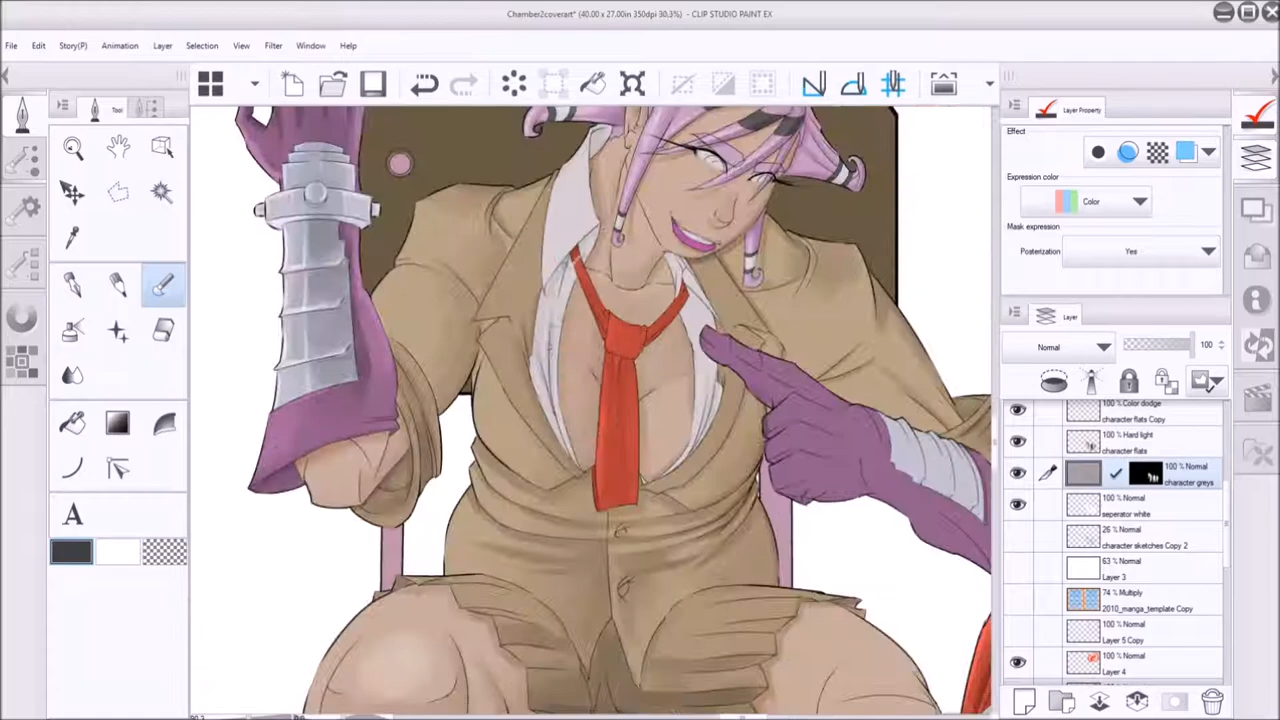 Chamber2coverart* (40.00 x 27.00in 350dpi 30,3%) - CLIP STUDIO PAINT EX
File Edit Story(P) Animation Layer Selection View Filter Window Help
Tool
Layer Property
Effect
Expression color
Color
Mask expression
Posterization Yes
Layer
Normal 100
100 % Color dodge
character flats Copy
100 % Hard light
character flats
100 % Normal
character greys
100 % Normal
seperator white
26 % Normal
character sketches Copy 2
63 % Normal
Layer 3
74 % Multiply
2010_manga_template Copy
100 % Normal
Layer 5 Copy
100 % Normal
Layer 4
A